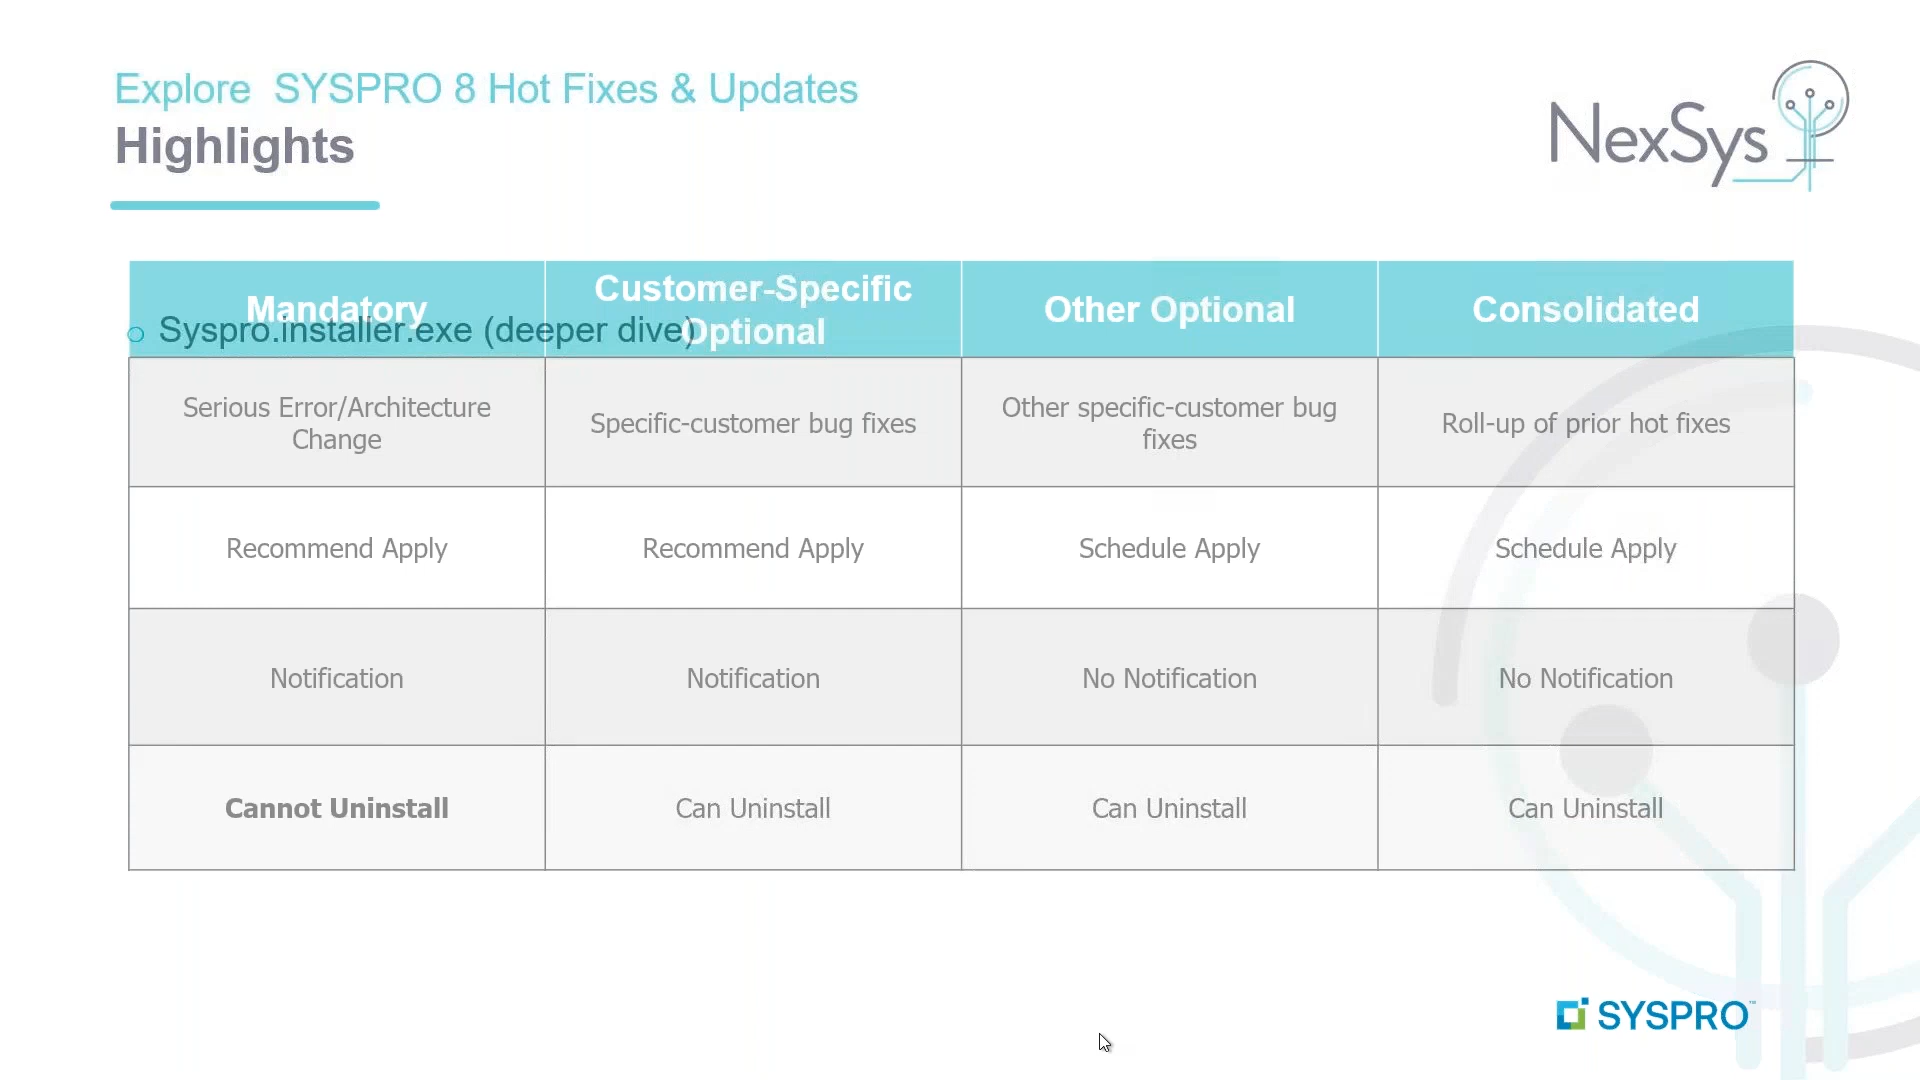 Explore SYSPRO 8 Hot Fixes & Updates
Highlights
NexSys
Mandatory
Customer-Specific
Optional
Other Optional
Consolidated
Syspro.installer.exe (deeper dive)
Serious Error/Architecture
Change
Specific-customer bug fixes
Other specific-customer bug
fixes
Roll-up of prior hot fixes
Recommend Apply
Recommend Apply
Schedule Apply
Schedule Apply
Notification
Notification
No Notification
No Notification
Cannot Uninstall
Can Uninstall
Can Uninstall
Can Uninstall
SYSPRO™